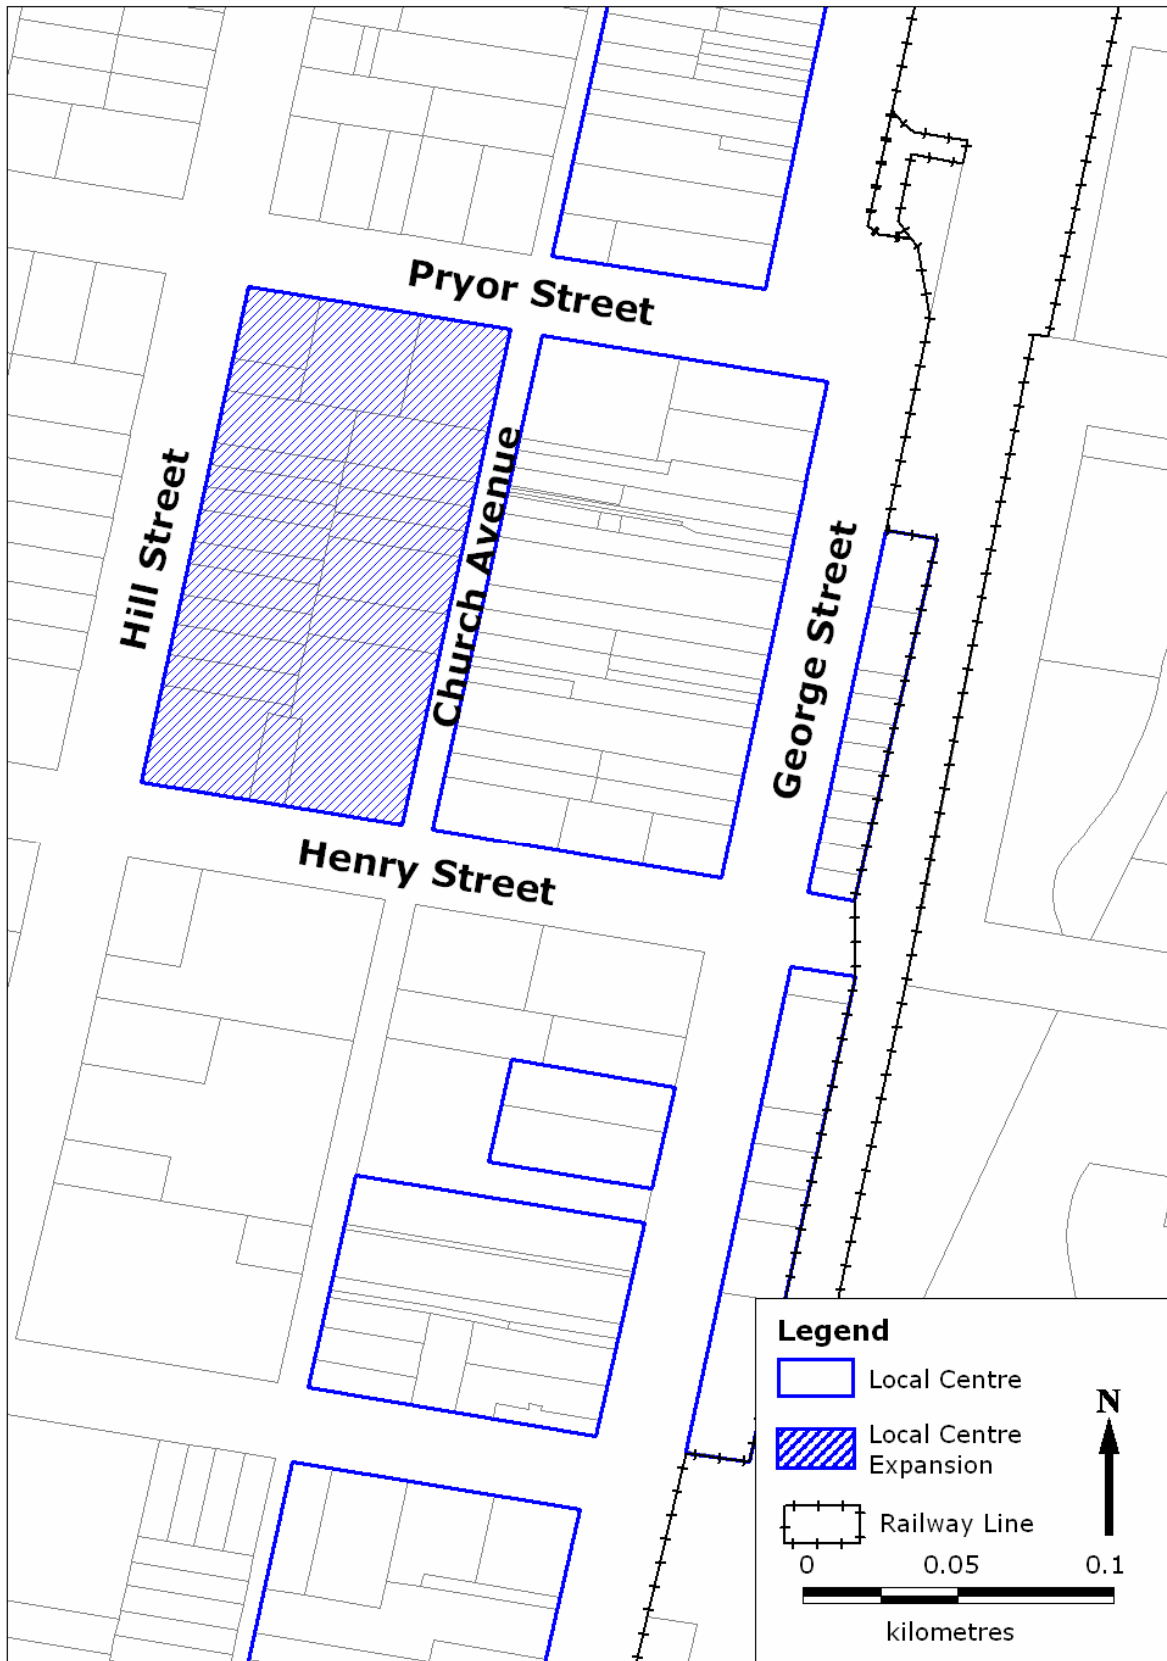 Pryor Street
Hill Street
Church Avenue
George Street
Henry Street
Legend
Local Centre
Local Centre
Expansion
Railway Line
N
0 0.05 0.1
kilometres